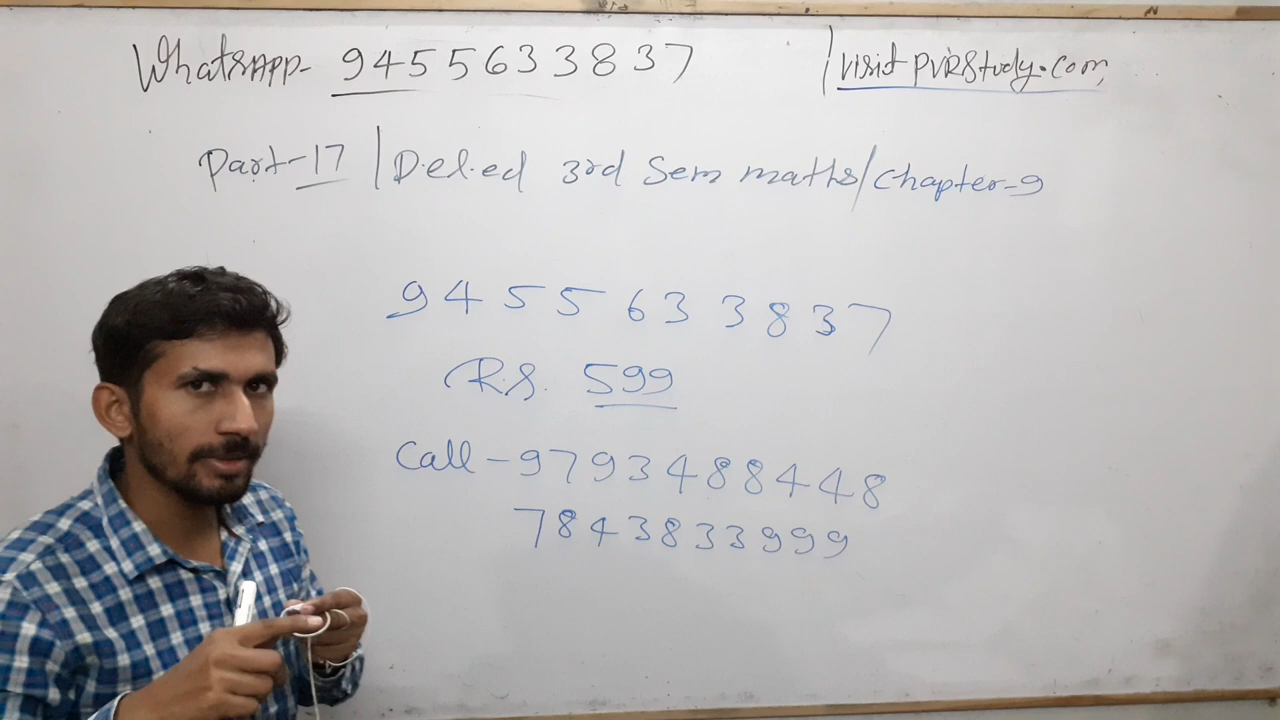 WhatsAPP- 9455633837 | visit PVRStudy.com
Part-17 | D.el.ed 3rd Sem maths/Chapter-9
9455633837
RS. 599
Call-9793488448
7843833999